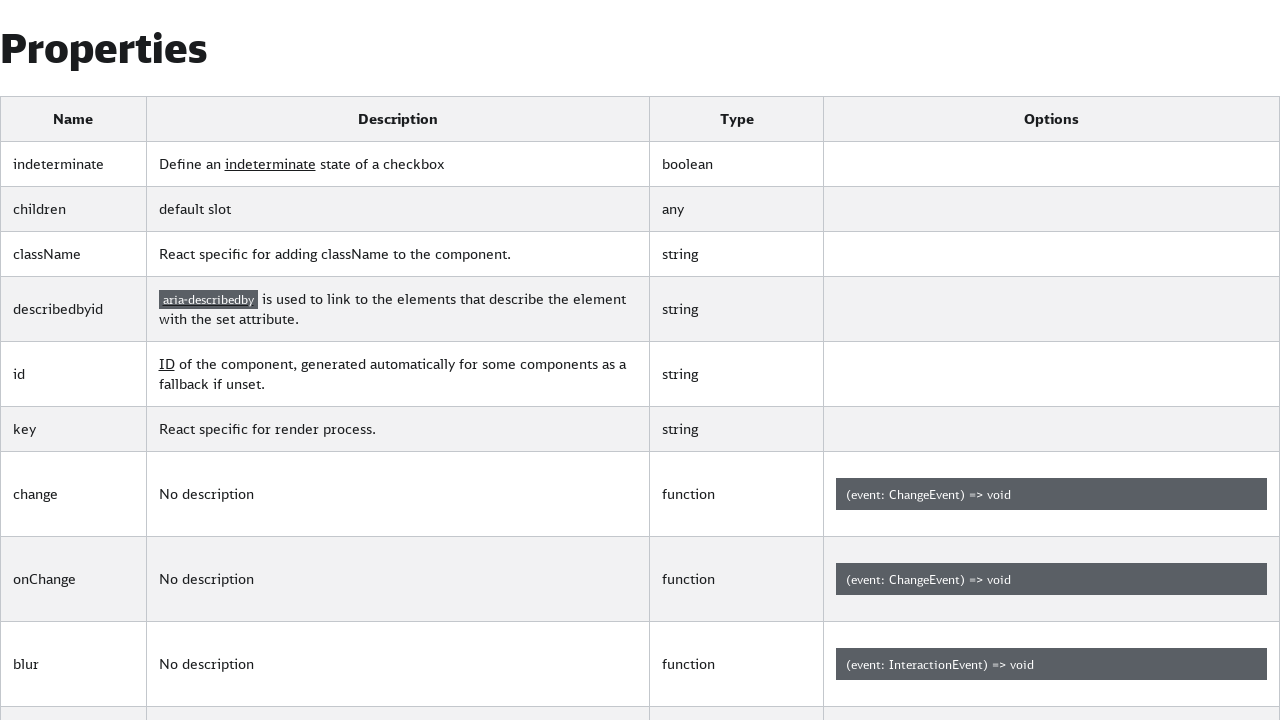 Properties
Name Description Type Options
indeterminate Define an indeterminate state of a checkbox boolean
children default slot any
className React specific for adding className to the component. string
describedbyid aria-describedby is used to link to the elements that describe the element string
with the set attribute.
id ID of the component, generated automatically for some components as a string
fallback if unset.
key React specific for render process. string
change No description function (event: ChangeEvent) => void
onChange No description function (event: ChangeEvent) => void
blur No description function (event: InteractionEvent) => void